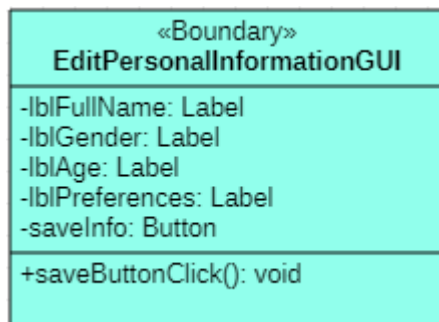 «Boundary»
EditPersonalInformationGUI
-lblFullName: Label
-lblGender: Label
-lblAge: Label
-lblPreferences: Label
-saveInfo: Button
+saveButtonClick(): void